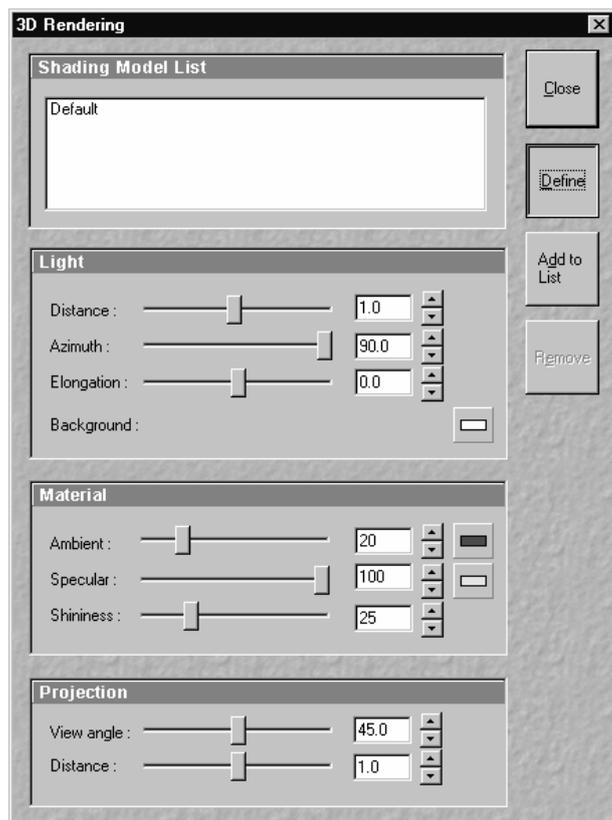 3D Rendering
Shading Model List
Default
Close
Define
Add to
List
Remove
Light
Distance : 1.0
Azimuth : 90.0
Elongation : 0.0
Background :
Material
Ambient : 20
Specular : 100
Shininess : 25
Projection
View angle : 45.0
Distance : 1.0